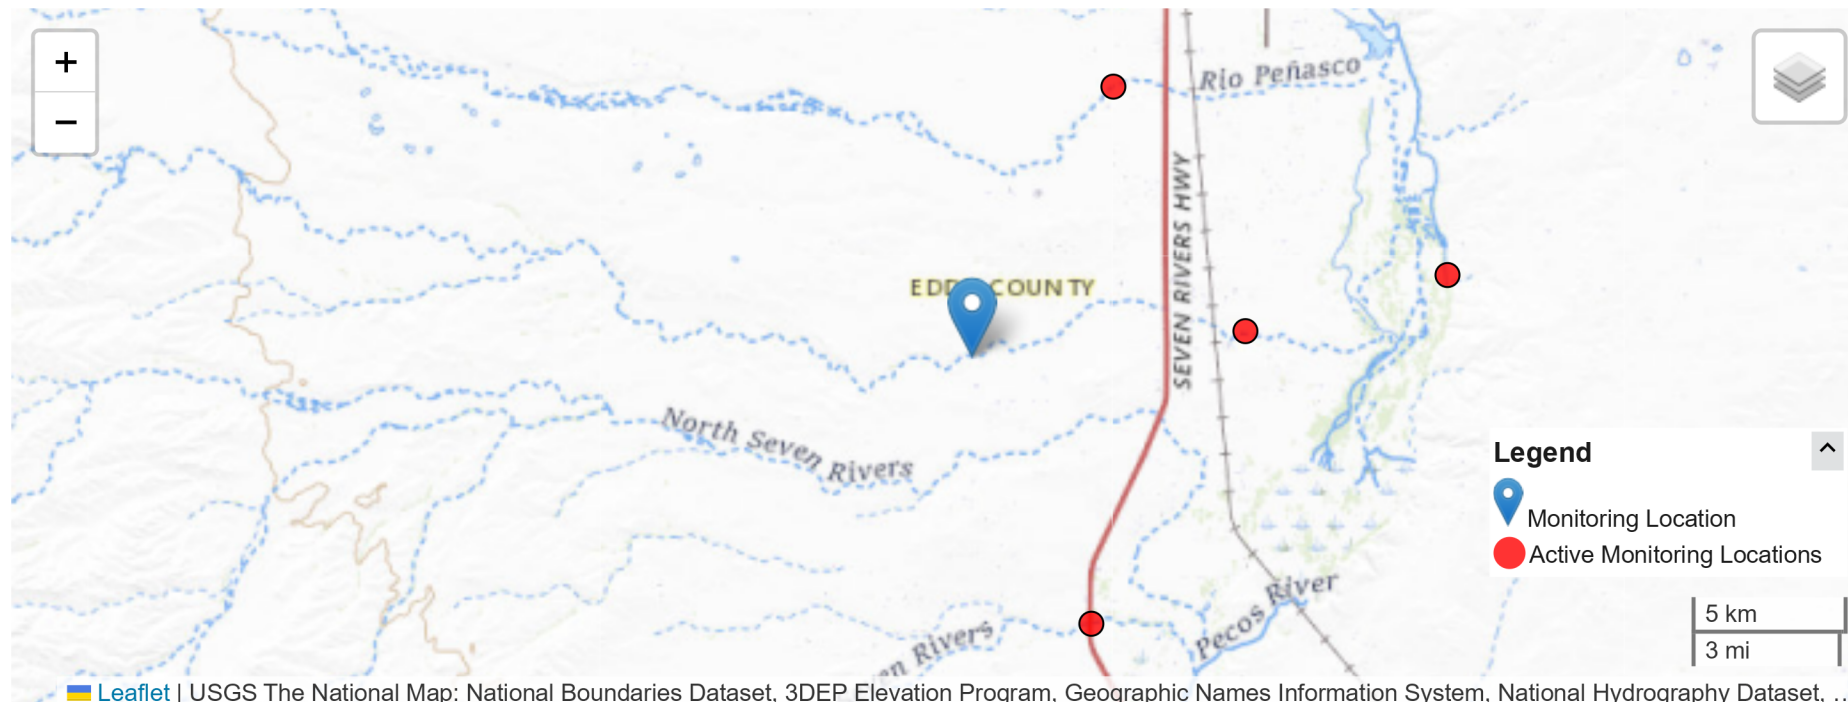 +
−
Rio Peñasco
SEVEN RIVERS HWY
COUNTY
North Seven Rivers
Legend
Monitoring Location
Active Monitoring Locations
Pecos River
Rivers
5 km
3 mi
Leaflet | USGS The National Map: National Boundaries Dataset, 3DEP Elevation Program, Geographic Names Information System, National Hydrography Dataset, …